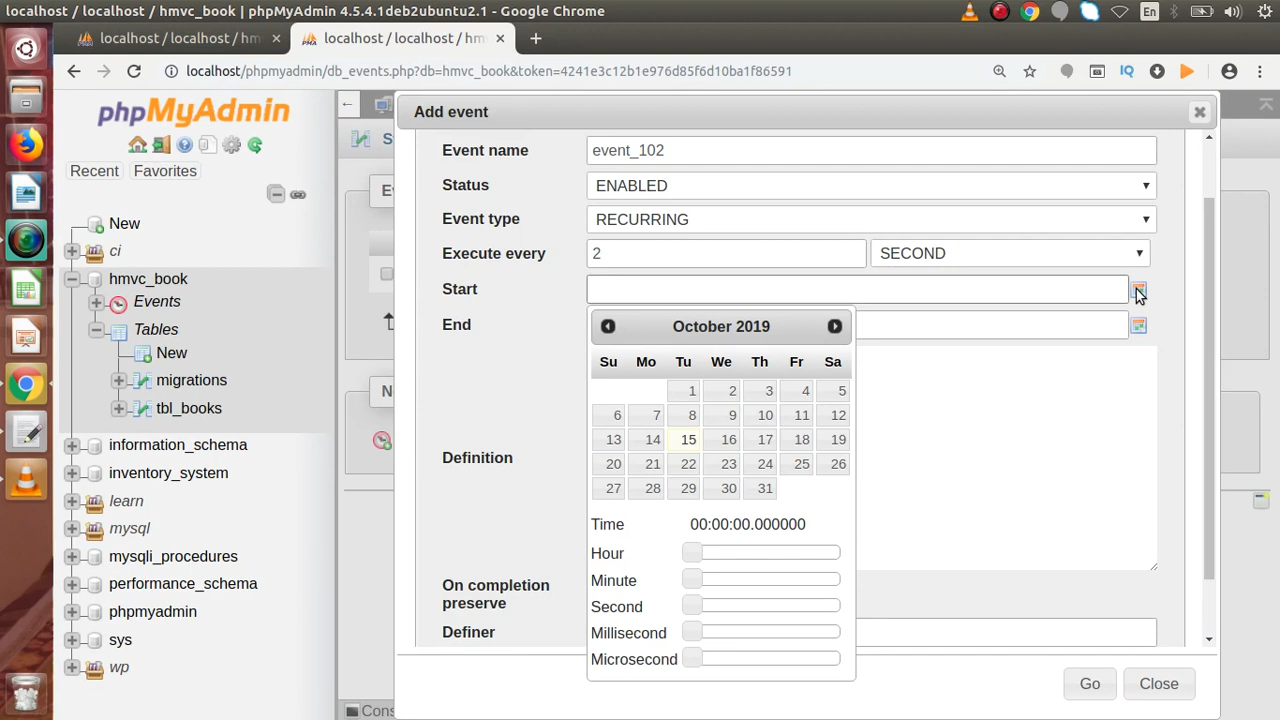 localhost / localhost / hmvc_book | phpMyAdmin 4.5.4.1deb2ubuntu2.1 - Google Chrome
En
localhost / localhost / hm
localhost / localhost / hm
localhost/phpmyadmin/db_events.php?db=hmvc_book&token=4241e3c12b1e976d85f6d10ba1f86591
IQ
phpMyAdmin
Recent
Favorites
New
ci
hmvc_book
Events
Tables
New
migrations
tbl_books
information_schema
inventory_system
learn
mysql
mysqli_procedures
performance_schema
phpmyadmin
sys
wp
S
Ev
N
Cons
Add event
Event name
event_102
Status
ENABLED
Event type
RECURRING
Execute every
2
SECOND
Start
End
October 2019
Su Mo Tu We Th Fr Sa
1 2 3 4 5
6 7 8 9 10 11 12
13 14 15 16 17 18 19
20 21 22 23 24 25 26
27 28 29 30 31
Time 00:00:00.000000
Hour
Minute
Second
Millisecond
Microsecond
Definition
On completion
preserve
Definer
Go
Close